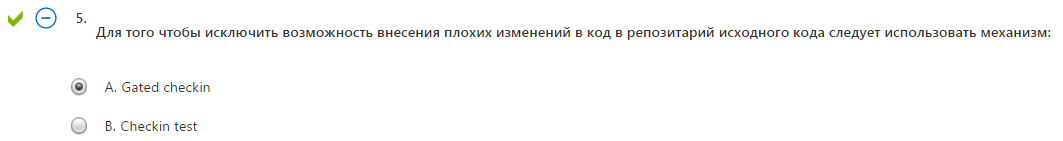 5.
Для того чтобы исключить возможность внесения плохих изменений в код в репозитарий исходного кода следует использовать механизм:
A. Gated checkin
B. Checkin test